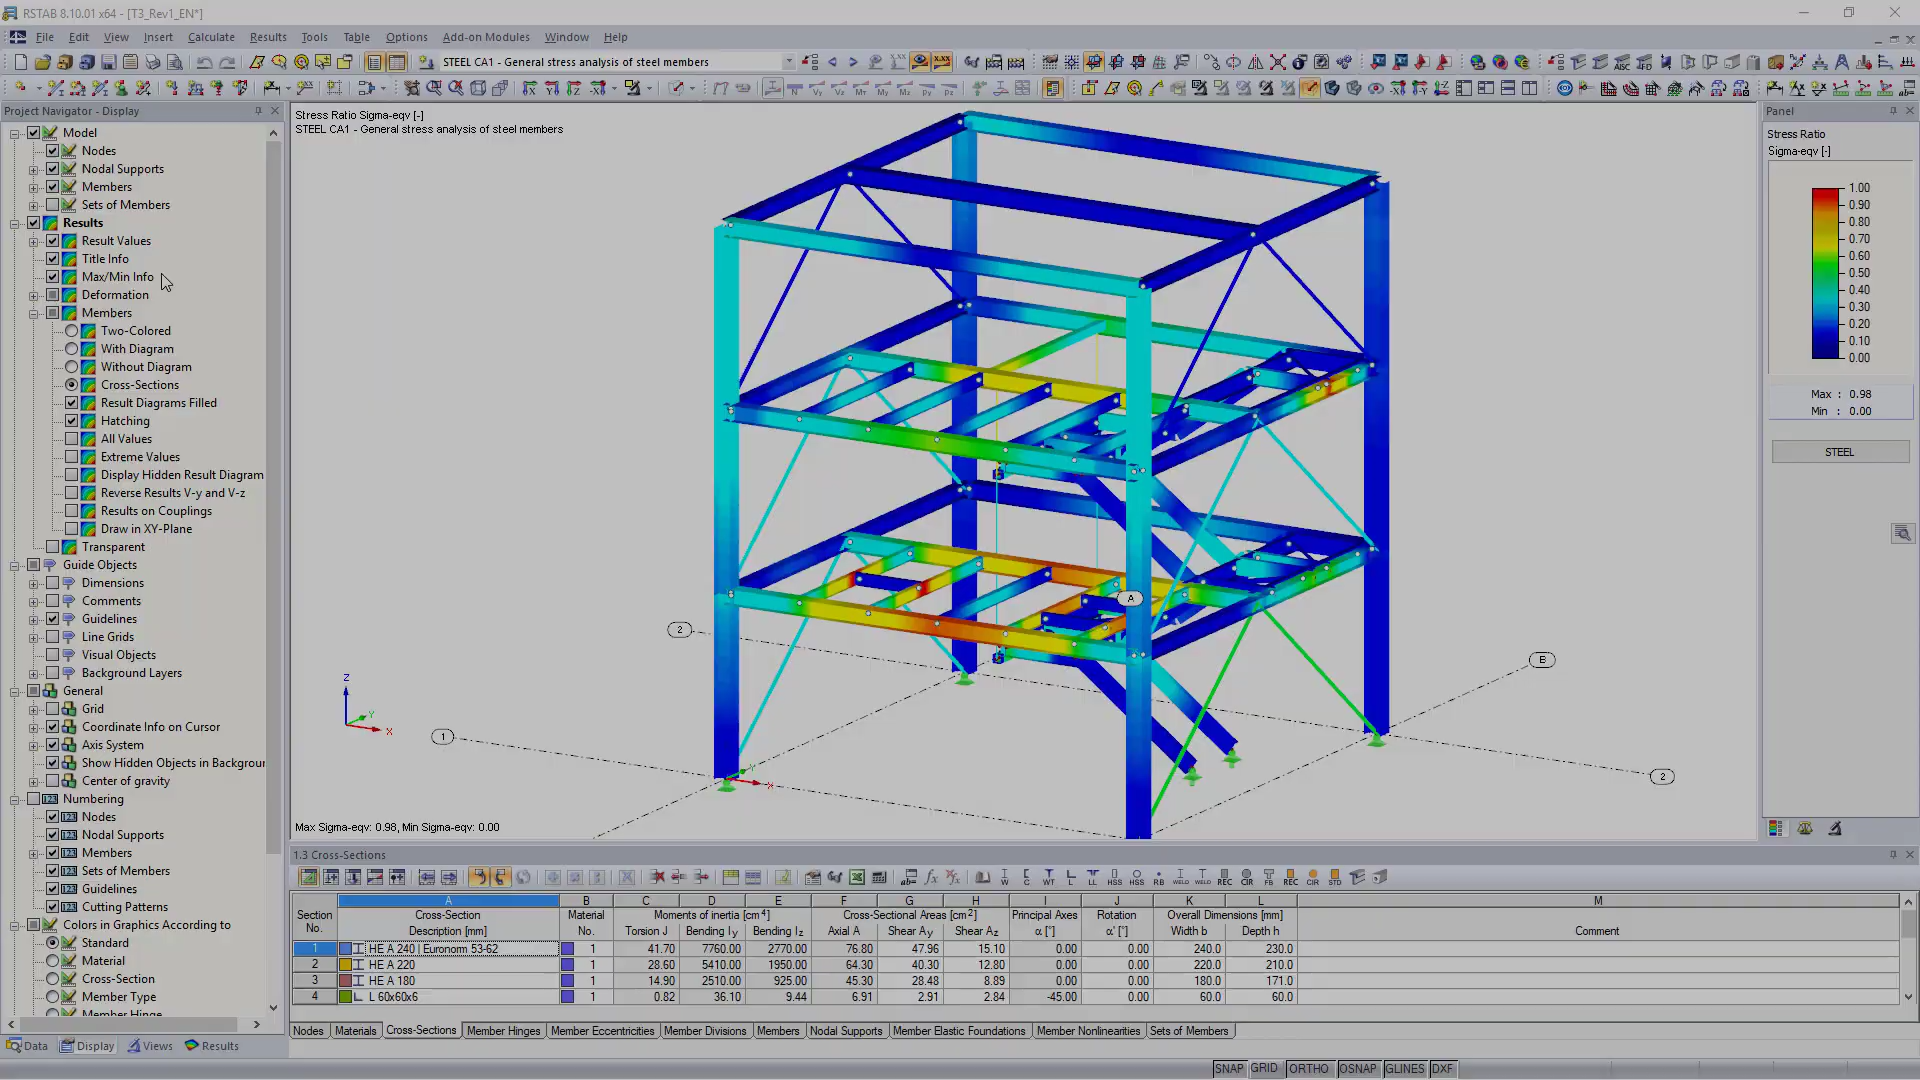 RSTAB 8.10.01 x64 - [T3_Rev1_EN*]
File Edit View Insert Calculate Results Tools Table Options Add-on Modules Window Help
STEEL CA1 - General stress analysis of steel members
Project Navigator - Display
Model
Nodes
Nodal Supports
Members
Sets of Members
Results
Result Values
Title Info
Max/Min Info
Deformation
Members
Two-Colored
With Diagram
Without Diagram
Cross-Sections
Result Diagrams Filled
Hatching
All Values
Extreme Values
Display Hidden Result Diagram
Reverse Results V-y and V-z
Results on Couplings
Draw in XY-Plane
Transparent
Guide Objects
Dimensions
Comments
Guidelines
Line Grids
Visual Objects
Background Layers
General
Grid
Coordinate Info on Cursor
Axis System
Show Hidden Objects in Backgroun
Center of gravity
Numbering
Nodes
Nodal Supports
Members
Sets of Members
Guidelines
Cutting Patterns
Colors in Graphics According to
Standard
Material
Cross-Section
Member Type
Member Hinge
Data Display Views Results
Stress Ratio Sigma-eqv [-]
STEEL CA1 - General stress analysis of steel members
A
2
B
1
2
Z
Y
X
Y
X
Max Sigma-eqv: 0.98, Min Sigma-eqv: 0.00
Panel
Stress Ratio
Sigma-eqv [-]
1.00
0.90
0.80
0.70
0.60
0.50
0.40
0.30
0.20
0.10
0.00
Max : 0.98
Min : 0.00
STEEL
1.3 Cross-Sections
A B C D E F G H I J K L M
Section Cross-Section Material Moments of inertia [cm4] Cross-Sectional Areas [cm2] Principal Axes Rotation Overall Dimensions [mm]
No. Description [mm] No. Torsion J Bending Iy Bending Iz Axial A Shear Ay Shear Az α [°] α' [°] Width b Depth h Comment
1 HE A 240 | Euronorm 53-62 1 41.70 7760.00 2770.00 76.80 47.96 15.10 0.00 0.00 240.0 230.0
2 HE A 220 1 28.60 5410.00 1950.00 64.30 40.30 12.80 0.00 0.00 220.0 210.0
3 HE A 180 1 14.90 2510.00 925.00 45.30 28.48 8.89 0.00 0.00 180.0 171.0
4 L 60x60x6 1 0.82 36.10 9.44 6.91 2.91 2.84 -45.00 0.00 60.0 60.0
Nodes Materials Cross-Sections Member Hinges Member Eccentricities Member Divisions Members Nodal Supports Member Elastic Foundations Member Nonlinearities Sets of Members
SNAP GRID ORTHO OSNAP GLINES DXF